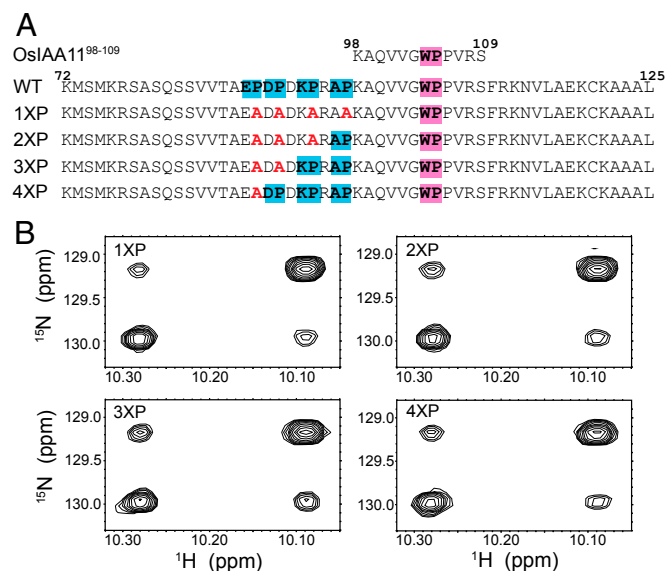 A
OsIAA11⁹⁸⁻¹⁰⁹ 98 KAQVVGWPPVRS 109
72 125
WT KMSMKRSASQSSVVTAEPDPDKPRAPKAQVVGWPPVRSFRKNVLAEKCKAAAL
1XP KMSMKRSASQSSVVTAEADADKARAAKAQVVGWPPVRSFRKNVLAEKCKAAAL
2XP KMSMKRSASQSSVVTAEADADKARAPKAQVVGWPPVRSFRKNVLAEKCKAAAL
3XP KMSMKRSASQSSVVTAEADADKPRAPKAQVVGWPPVRSFRKNVLAEKCKAAAL
4XP KMSMKRSASQSSVVTAEADPDKPRAPKAQVVGWPPVRSFRKNVLAEKCKAAAL
B
1XP
129.0
129.5
130.0
¹⁵N (ppm)
10.30 10.20 10.10
2XP
129.0
129.5
130.0
¹⁵N (ppm)
10.30 10.20 10.10
3XP
129.0
129.5
130.0
¹⁵N (ppm)
10.30 10.20 10.10
¹H (ppm)
4XP
129.0
129.5
130.0
¹⁵N (ppm)
10.30 10.20 10.10
¹H (ppm)